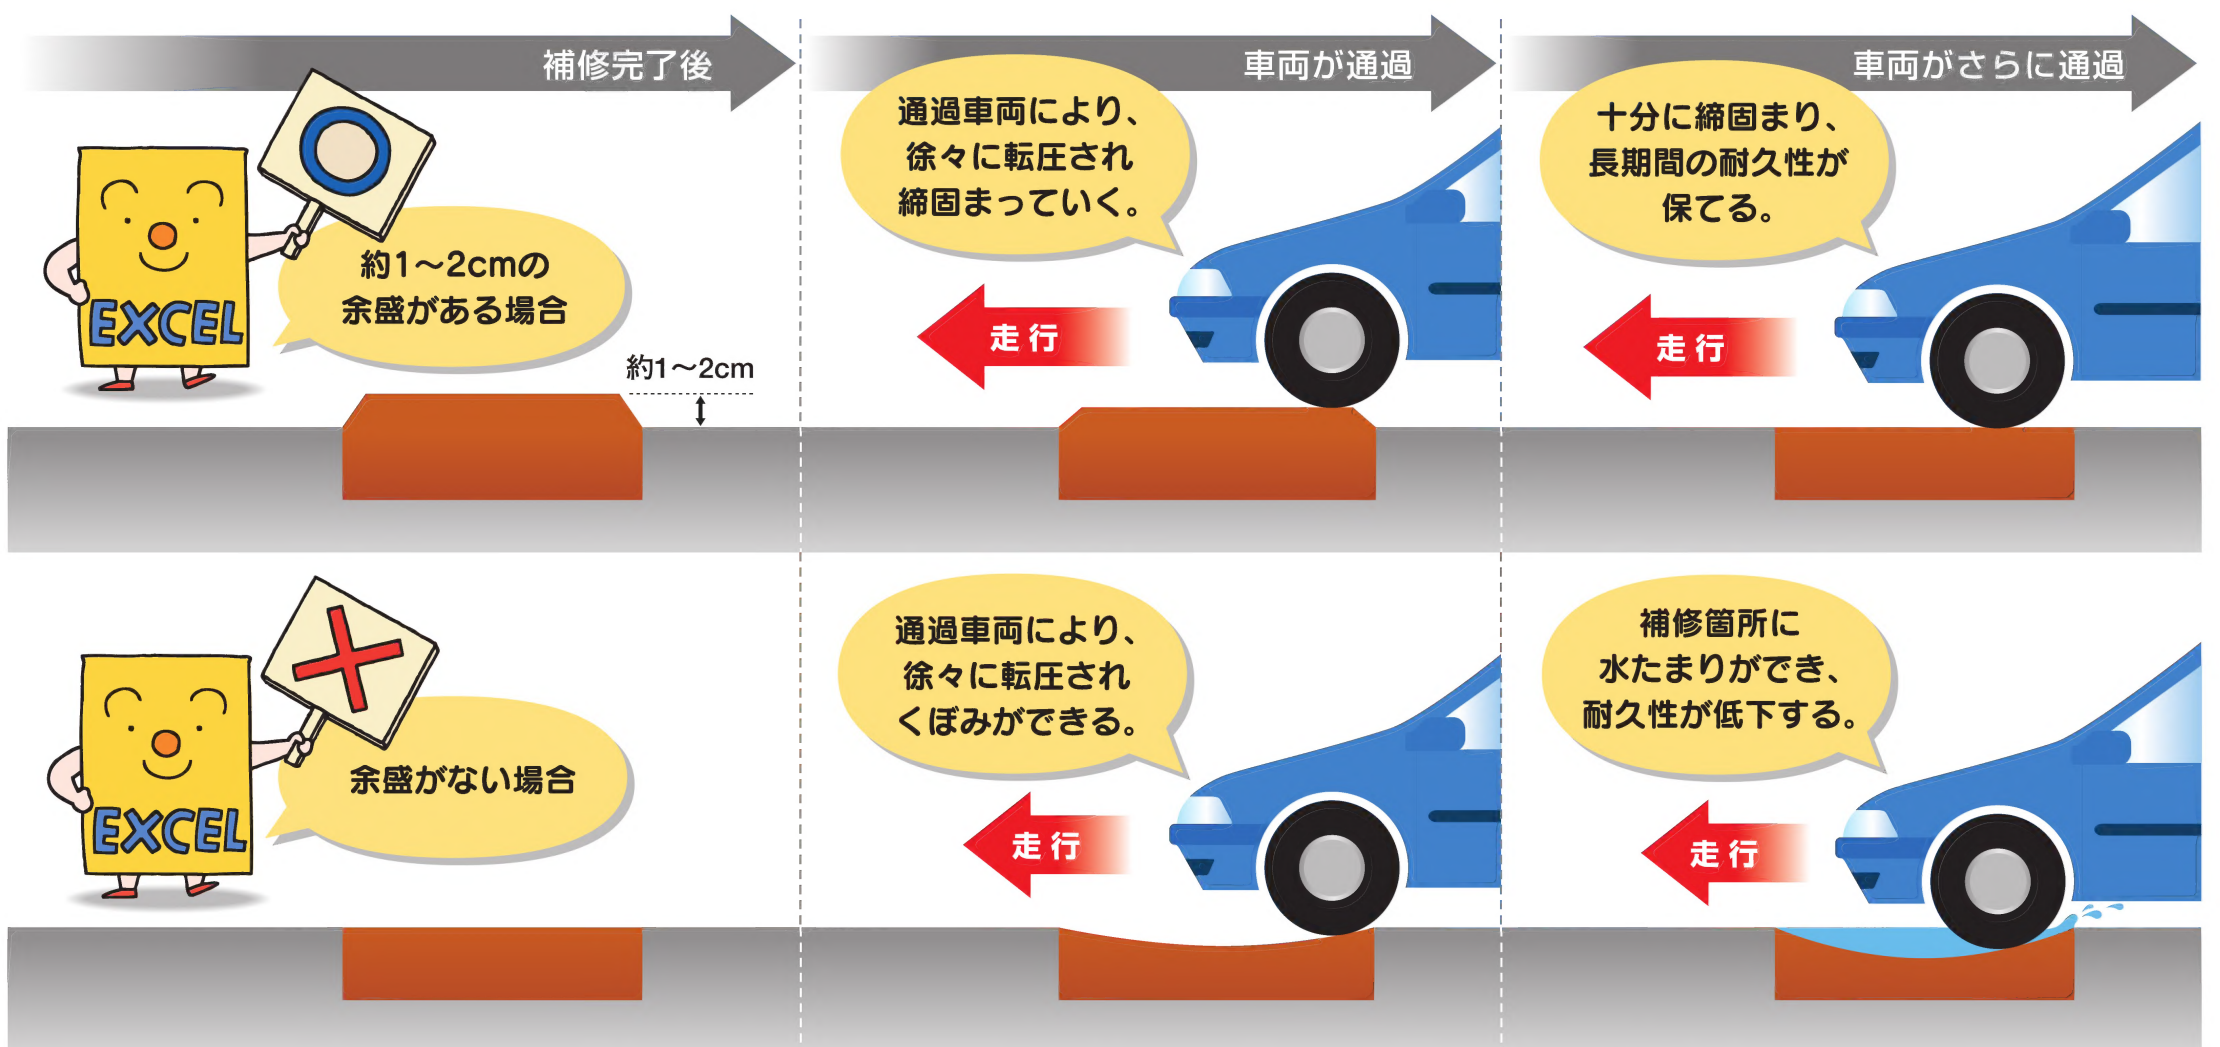 補修完了後
車両が通過
車両がさらに通過
EXCEL
約1～2cmの
余盛がある場合
約1～2cm
通過車両により、
徐々に転圧され
締固まっていく。
走行
十分に締固まり、
長期間の耐久性が
保てる。
走行
EXCEL
余盛がない場合
通過車両により、
徐々に転圧され
くぼみができる。
走行
補修箇所に
水たまりができ、
耐久性が低下する。
走行